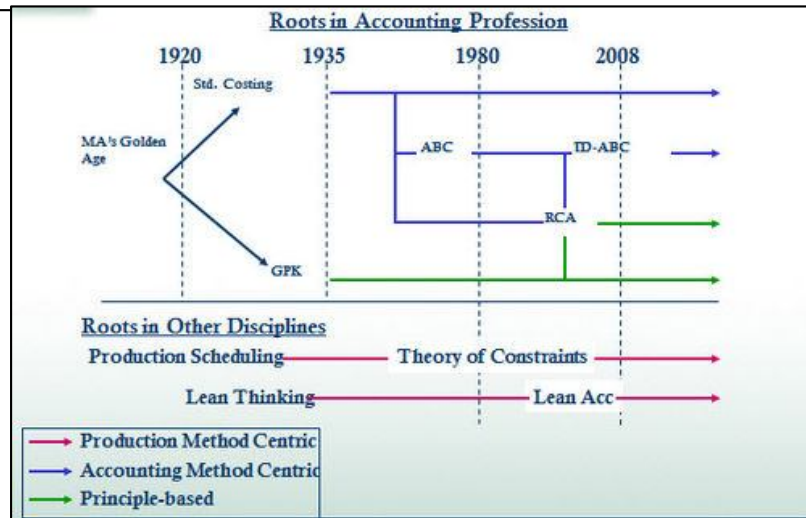 Roots in Accounting Profession
1920 1935 1980 2008
Std. Costing
MA's Golden
Age
ABC TD-ABC
RCA
GPK
Roots in Other Disciplines
Production Scheduling Theory of Constraints
Lean Thinking Lean Acc
Production Method Centric
Accounting Method Centric
Principle-based